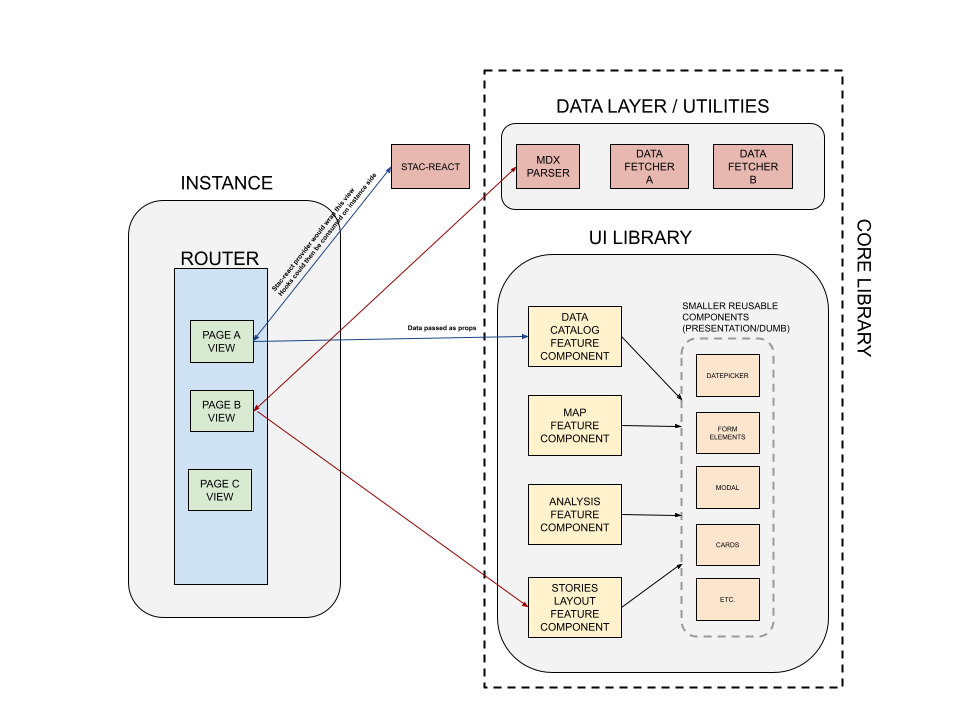 DATA LAYER / UTILITIES
STAC-REACT
MDX
PARSER
DATA
FETCHER
A
DATA
FETCHER
B
INSTANCE
Stac-react provider would wrap this view
Hooks could then be consumed on instance side
UI LIBRARY
CORE LIBRARY
ROUTER
PAGE A
VIEW
Data passed as props
DATA
CATALOG
FEATURE
COMPONENT
SMALLER REUSABLE
COMPONENTS
(PRESENTATION/DUMB)
DATEPICKER
PAGE B
VIEW
MAP
FEATURE
COMPONENT
FORM
ELEMENTS
PAGE C
VIEW
ANALYSIS
FEATURE
COMPONENT
MODAL
CARDS
STORIES
LAYOUT
FEATURE
COMPONENT
ETC.